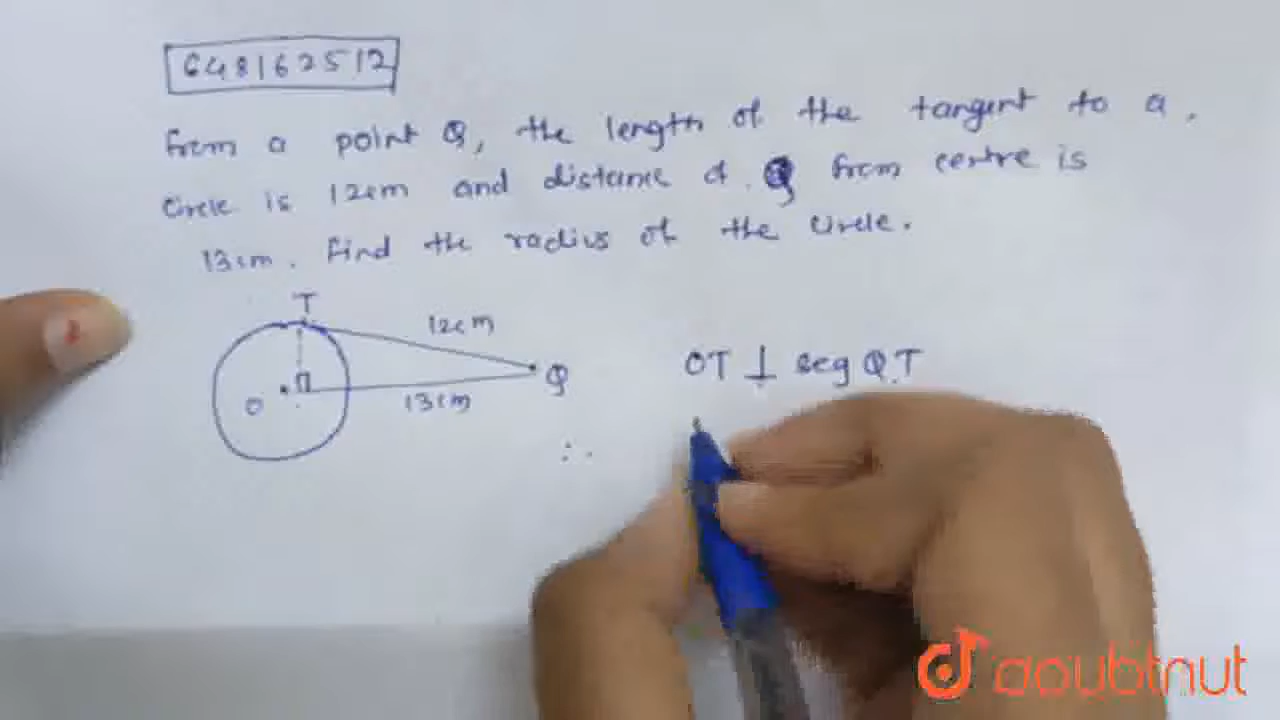 648162512
From a point Q, the length of the tangent to a
circle is 12cm and distance of Q from centre is
13cm. Find the radius of the circle.
T
12cm
Q
O
13cm
OT ⊥ seg QT
∴
doubtnut